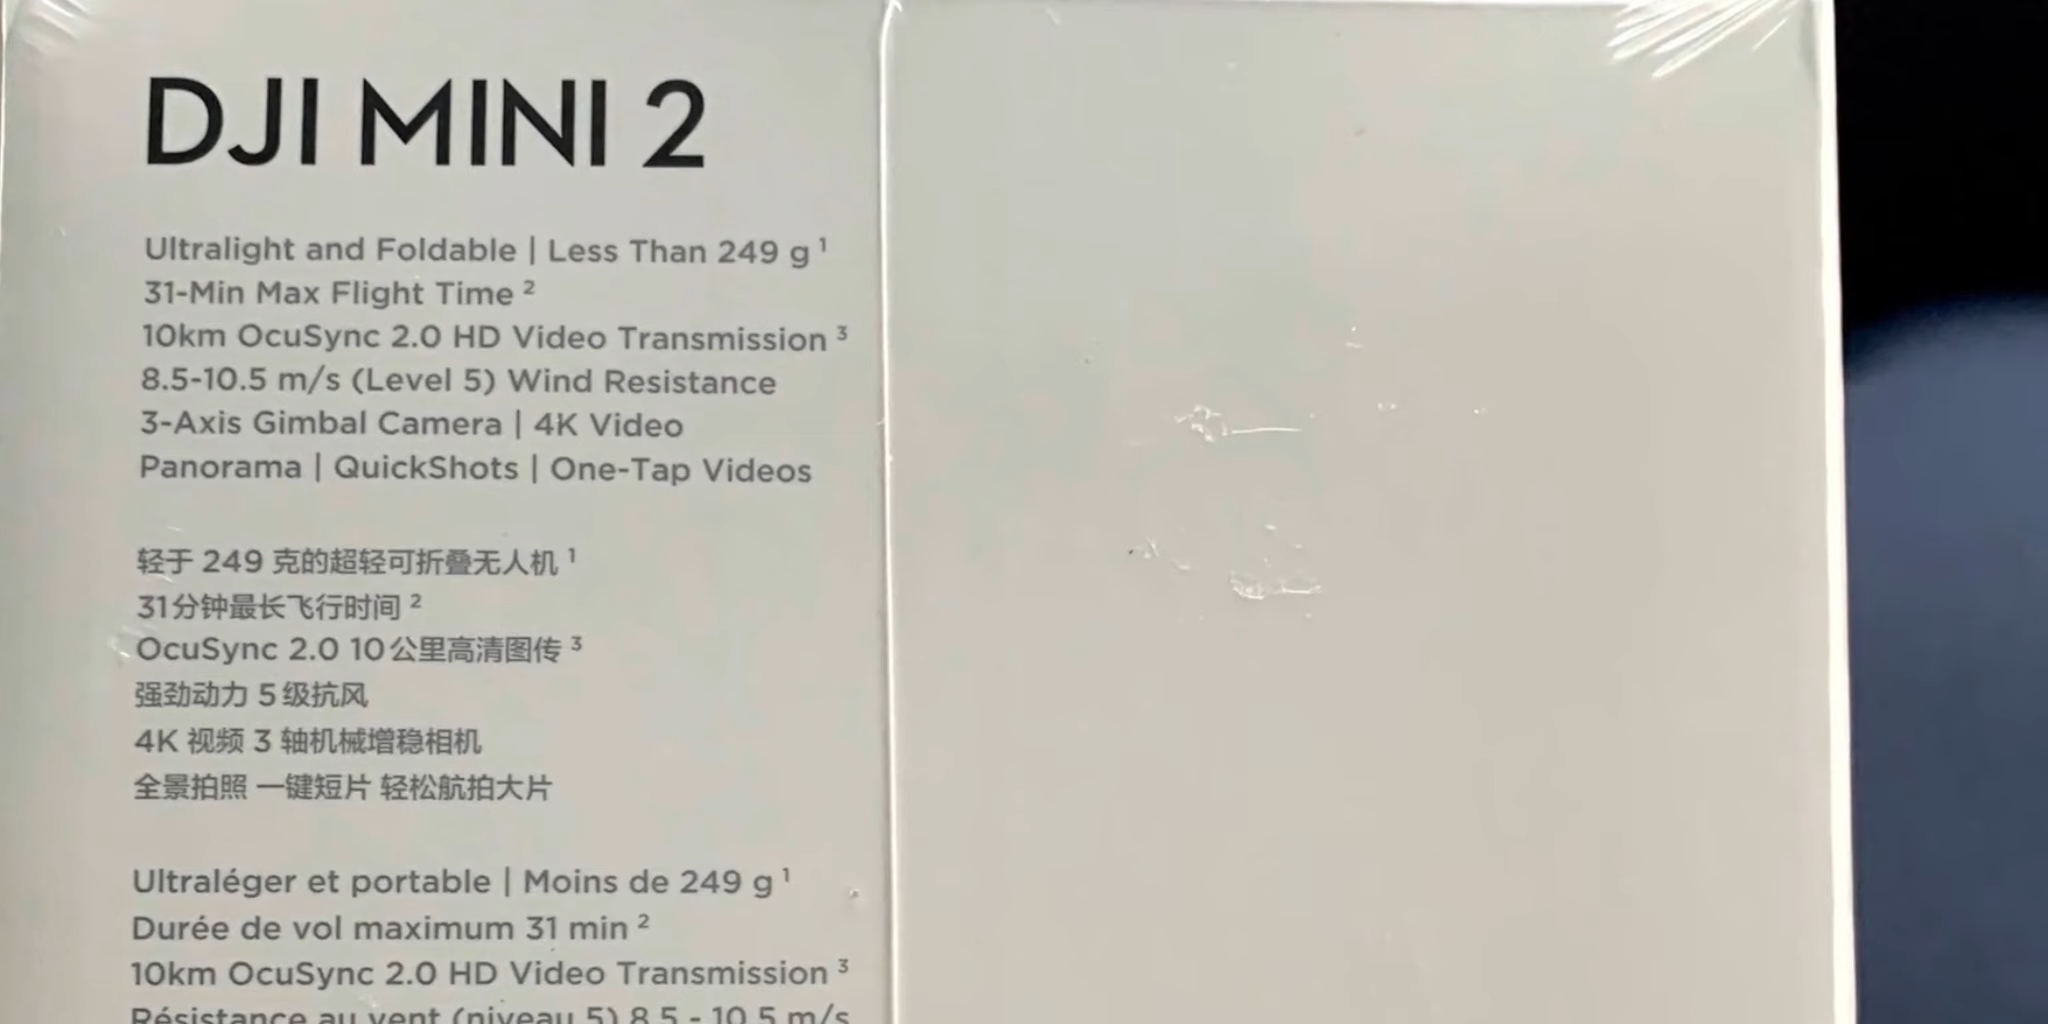 DJI MINI 2
Ultralight and Foldable | Less Than 249 g ¹
31-Min Max Flight Time ²
10km OcuSync 2.0 HD Video Transmission ³
8.5-10.5 m/s (Level 5) Wind Resistance
3-Axis Gimbal Camera | 4K Video
Panorama | QuickShots | One-Tap Videos
轻于 249 克的超轻可折叠无人机 ¹
31分钟最长飞行时间 ²
OcuSync 2.0 10公里高清图传 ³
强劲动力 5级抗风
4K 视频 3 轴机械增稳相机
全景拍照 一键短片 轻松航拍大片
Ultraléger et portable | Moins de 249 g ¹
Durée de vol maximum 31 min ²
10km OcuSync 2.0 HD Video Transmission ³
Résistance au vent (niveau 5) 8.5 - 10.5 m/s